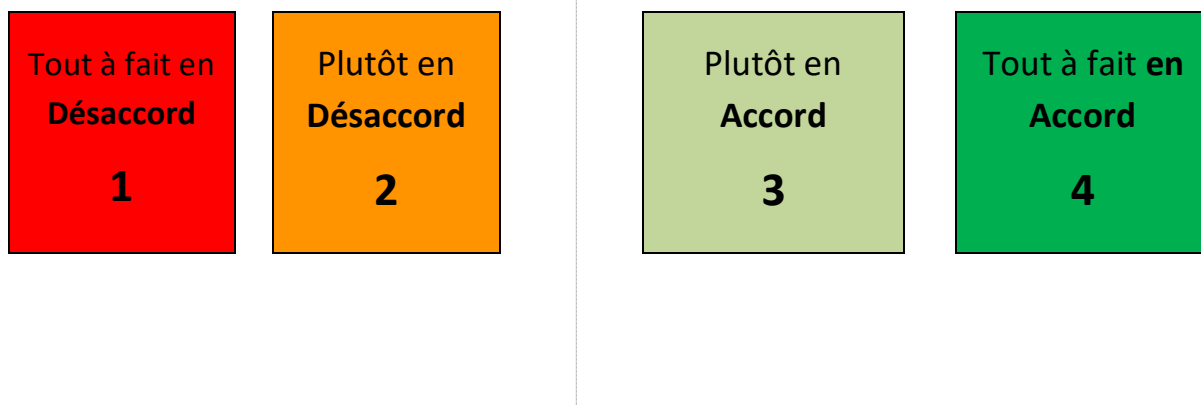 Tout à fait en
Désaccord
1
Plutôt en
Désaccord
2
Plutôt en
Accord
3
Tout à fait en
Accord
4